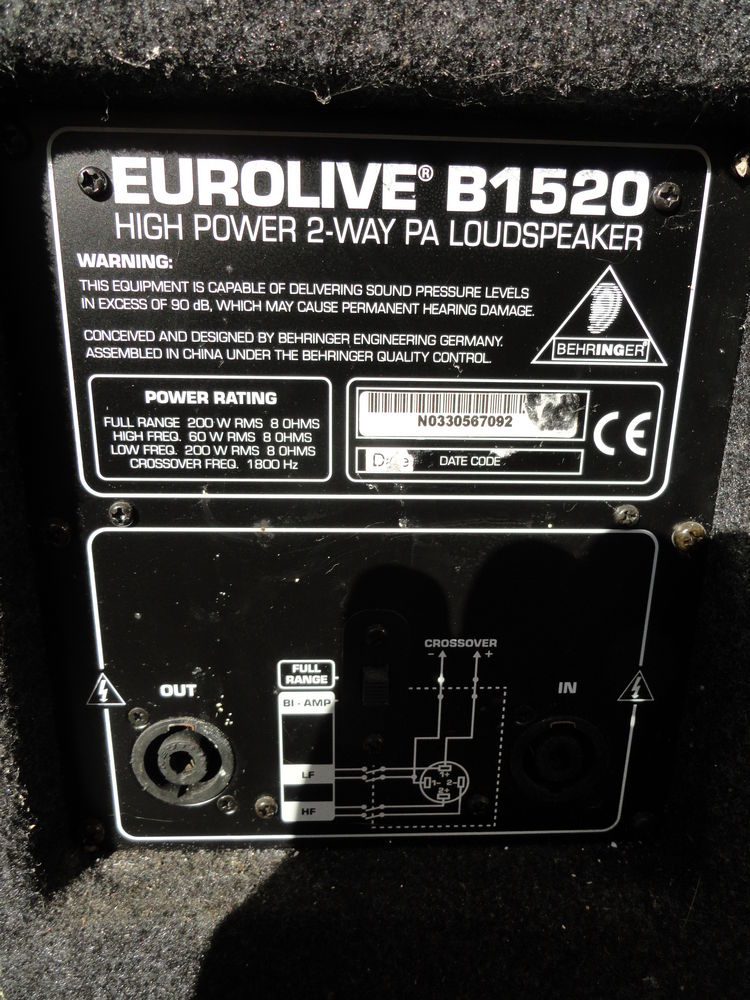 EUROLIVE® B1520
HIGH POWER 2-WAY PA LOUDSPEAKER
WARNING:
THIS EQUIPMENT IS CAPABLE OF DELIVERING SOUND PRESSURE LEVELS
IN EXCESS OF 90 dB, WHICH MAY CAUSE PERMANENT HEARING DAMAGE.
CONCEIVED AND DESIGNED BY BEHRINGER ENGINEERING GERMANY.
ASSEMBLED IN CHINA UNDER THE BEHRINGER QUALITY CONTROL.
BEHRINGER
POWER RATING
FULL RANGE 200 W RMS 8 OHMS
HIGH FREQ. 60 W RMS 8 OHMS
LOW FREQ. 200 W RMS 8 OHMS
CROSSOVER FREQ. 1800 Hz
N0330567092
DATE CODE
CE
CROSSOVER
- +
FULL
RANGE
BI - AMP
OUT
IN
LF
HF
1+
1- 2-
2+